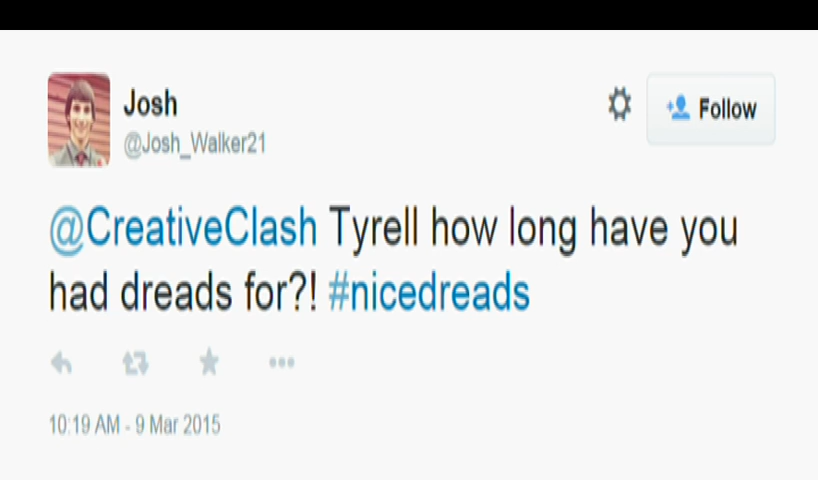 Josh
@Josh_Walker21
Follow
@CreativeClash Tyrell how long have you
had dreads for?! #nicedreads
10:19 AM - 9 Mar 2015